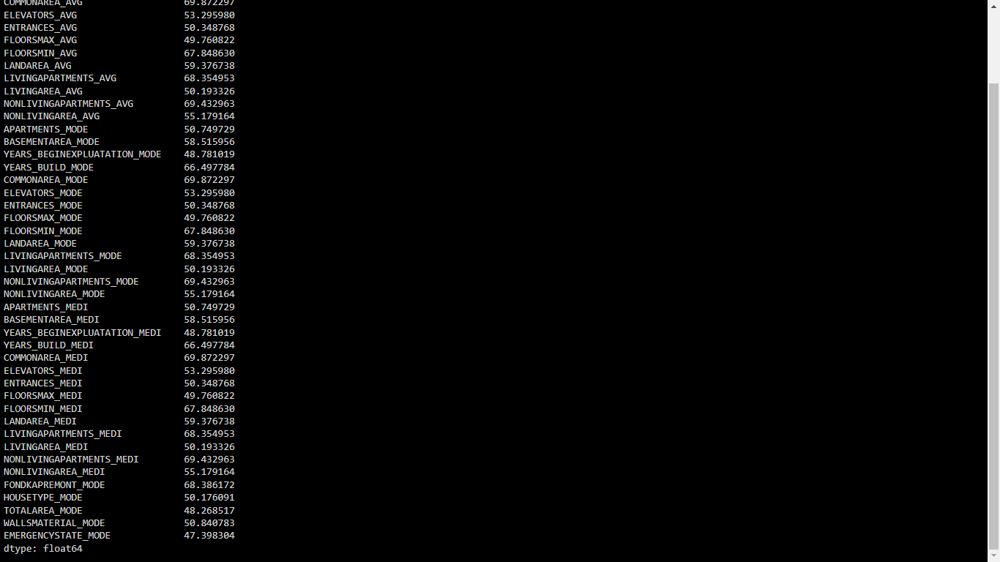 COMMONAREA_AVG 69.872297
ELEVATORS_AVG 53.295980
ENTRANCES_AVG 50.348768
FLOORSMAX_AVG 49.760822
FLOORSMIN_AVG 67.848630
LANDAREA_AVG 59.376738
LIVINGAPARTMENTS_AVG 68.354953
LIVINGAREA_AVG 50.193326
NONLIVINGAPARTMENTS_AVG 69.432963
NONLIVINGAREA_AVG 55.179164
APARTMENTS_MODE 50.749729
BASEMENTAREA_MODE 58.515956
YEARS_BEGINEXPLUATATION_MODE 48.781019
YEARS_BUILD_MODE 66.497784
COMMONAREA_MODE 69.872297
ELEVATORS_MODE 53.295980
ENTRANCES_MODE 50.348768
FLOORSMAX_MODE 49.760822
FLOORSMIN_MODE 67.848630
LANDAREA_MODE 59.376738
LIVINGAPARTMENTS_MODE 68.354953
LIVINGAREA_MODE 50.193326
NONLIVINGAPARTMENTS_MODE 69.432963
NONLIVINGAREA_MODE 55.179164
APARTMENTS_MEDI 50.749729
BASEMENTAREA_MEDI 58.515956
YEARS_BEGINEXPLUATATION_MEDI 48.781019
YEARS_BUILD_MEDI 66.497784
COMMONAREA_MEDI 69.872297
ELEVATORS_MEDI 53.295980
ENTRANCES_MEDI 50.348768
FLOORSMAX_MEDI 49.760822
FLOORSMIN_MEDI 67.848630
LANDAREA_MEDI 59.376738
LIVINGAPARTMENTS_MEDI 68.354953
LIVINGAREA_MEDI 50.193326
NONLIVINGAPARTMENTS_MEDI 69.432963
NONLIVINGAREA_MEDI 55.179164
FONDKAPREMONT_MODE 68.386172
HOUSETYPE_MODE 50.176091
TOTALAREA_MODE 48.268517
WALLSMATERIAL_MODE 50.840783
EMERGENCYSTATE_MODE 47.398304
dtype: float64